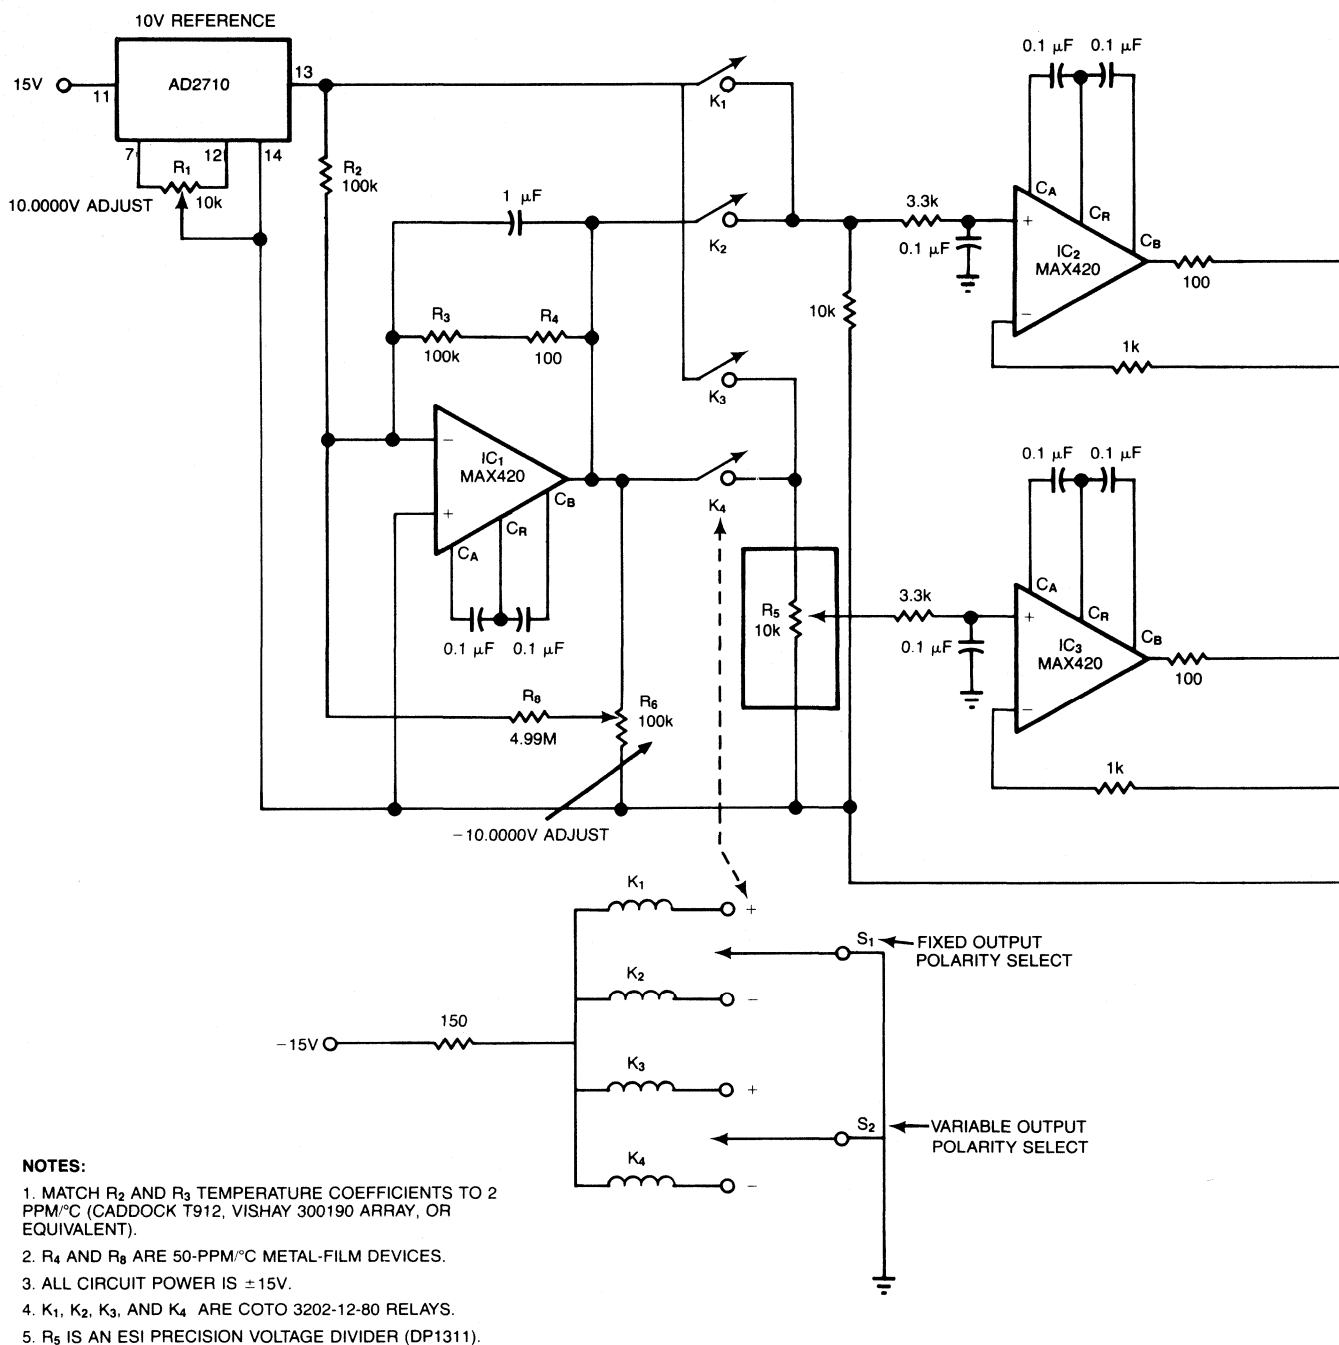 10V REFERENCE
15V
11
AD2710
13
7
12
14
R1
10k
10.0000V ADJUST
R2
100k
1 µF
R3
100k
R4
100
IC1
MAX420
−
+
CA
CR
CB
0.1 µF 0.1 µF
R8
4.99M
R6
100k
−10.0000V ADJUST
K1
K2
K3
K4
10k
R5
10k
3.3k
0.1 µF
0.1 µF 0.1 µF
CA
CR
CB
+
−
IC2
MAX420
100
1k
3.3k
0.1 µF
0.1 µF 0.1 µF
CA
CR
CB
+
−
IC3
MAX420
100
1k
K1
+
S1
FIXED OUTPUT
POLARITY SELECT
K2
−
−15V
150
K3
+
S2
VARIABLE OUTPUT
POLARITY SELECT
K4
−
NOTES:
1. MATCH R2 AND R3 TEMPERATURE COEFFICIENTS TO 2
PPM/°C (CADDOCK T912, VISHAY 300190 ARRAY, OR
EQUIVALENT).
2. R4 AND R8 ARE 50-PPM/°C METAL-FILM DEVICES.
3. ALL CIRCUIT POWER IS ±15V.
4. K1, K2, K3, AND K4 ARE COTO 3202-12-80 RELAYS.
5. R5 IS AN ESI PRECISION VOLTAGE DIVIDER (DP1311).